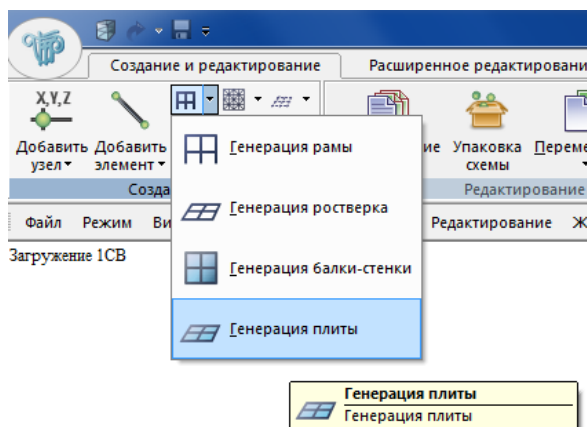 Создание и редактирование
Расширенное редактировани
X,Y,Z
Добавить узел
Добавить элемент
Упаковка схемы
Переме
ие
Созда
Редактирование
Генерация рамы
Генерация ростверка
Генерация балки-стенки
Генерация плиты
Файл Режим Ви
Редактирование Ж
Загружение 1СВ
Генерация плиты
Генерация плиты